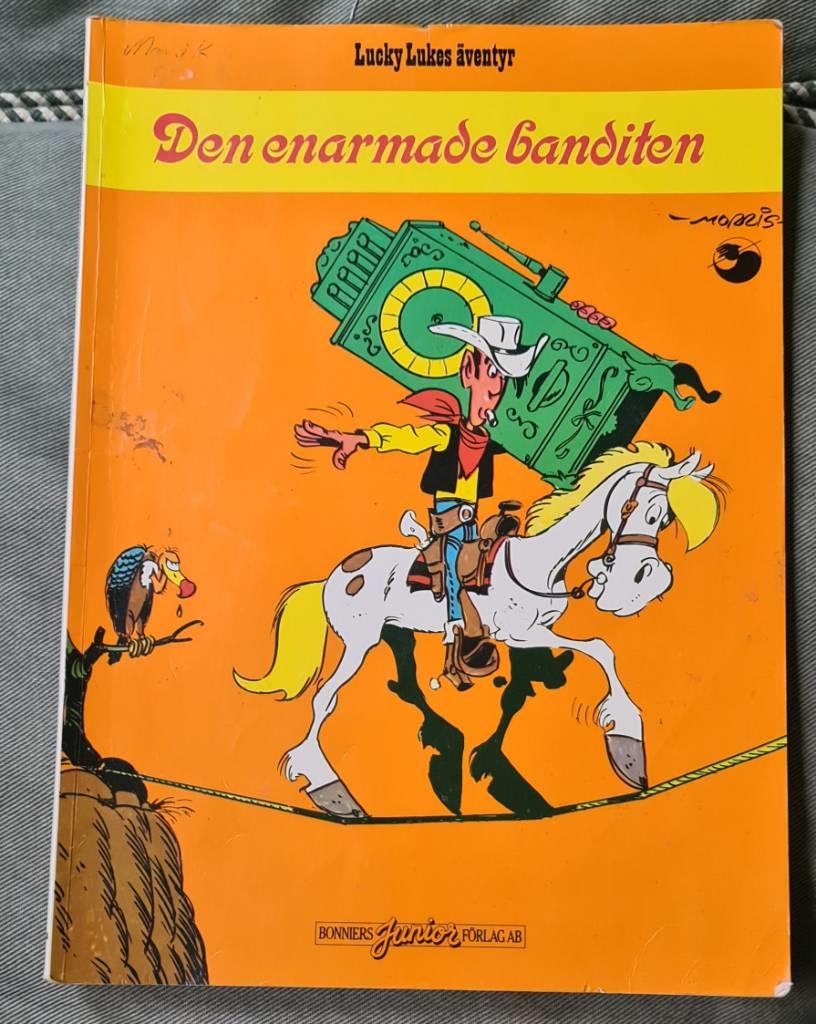 Lucky Lukes äventyr
Den enarmade banditen
-MORRIS-
BONNIERS Junior FÖRLAG AB